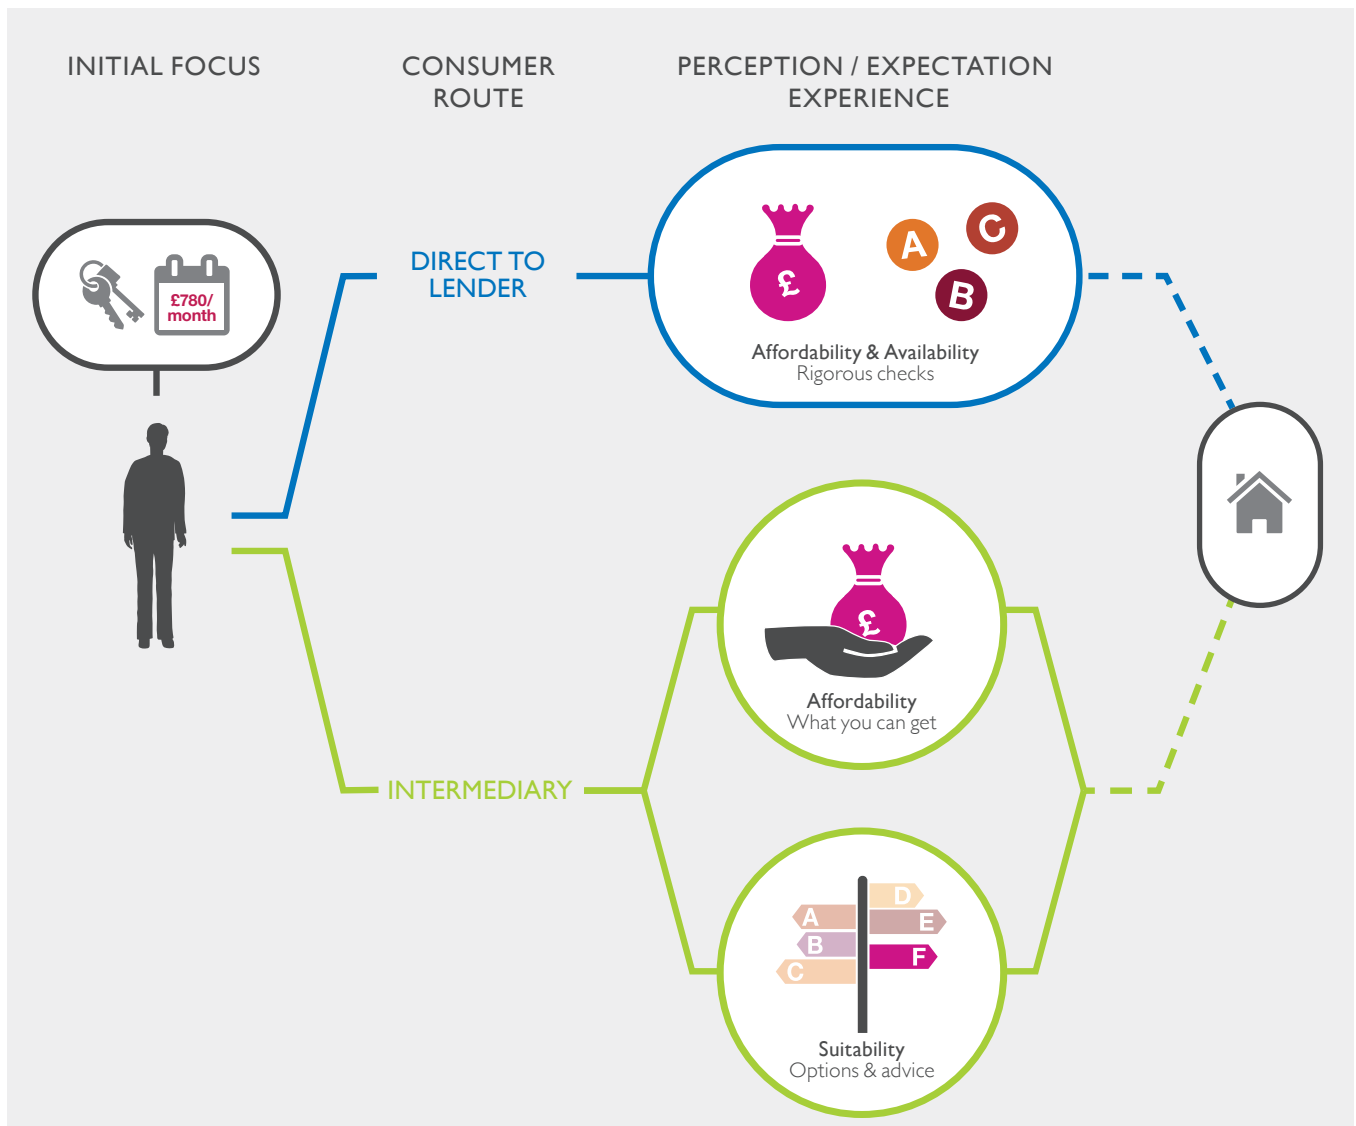 INITIAL FOCUS
CONSUMER
ROUTE
PERCEPTION / EXPECTATION
EXPERIENCE
£780/
month
DIRECT TO
LENDER
£
A
C
B
Affordability & Availability
Rigorous checks
£
Affordability
What you can get
INTERMEDIARY
D
A
E
B
F
C
Suitability
Options & advice